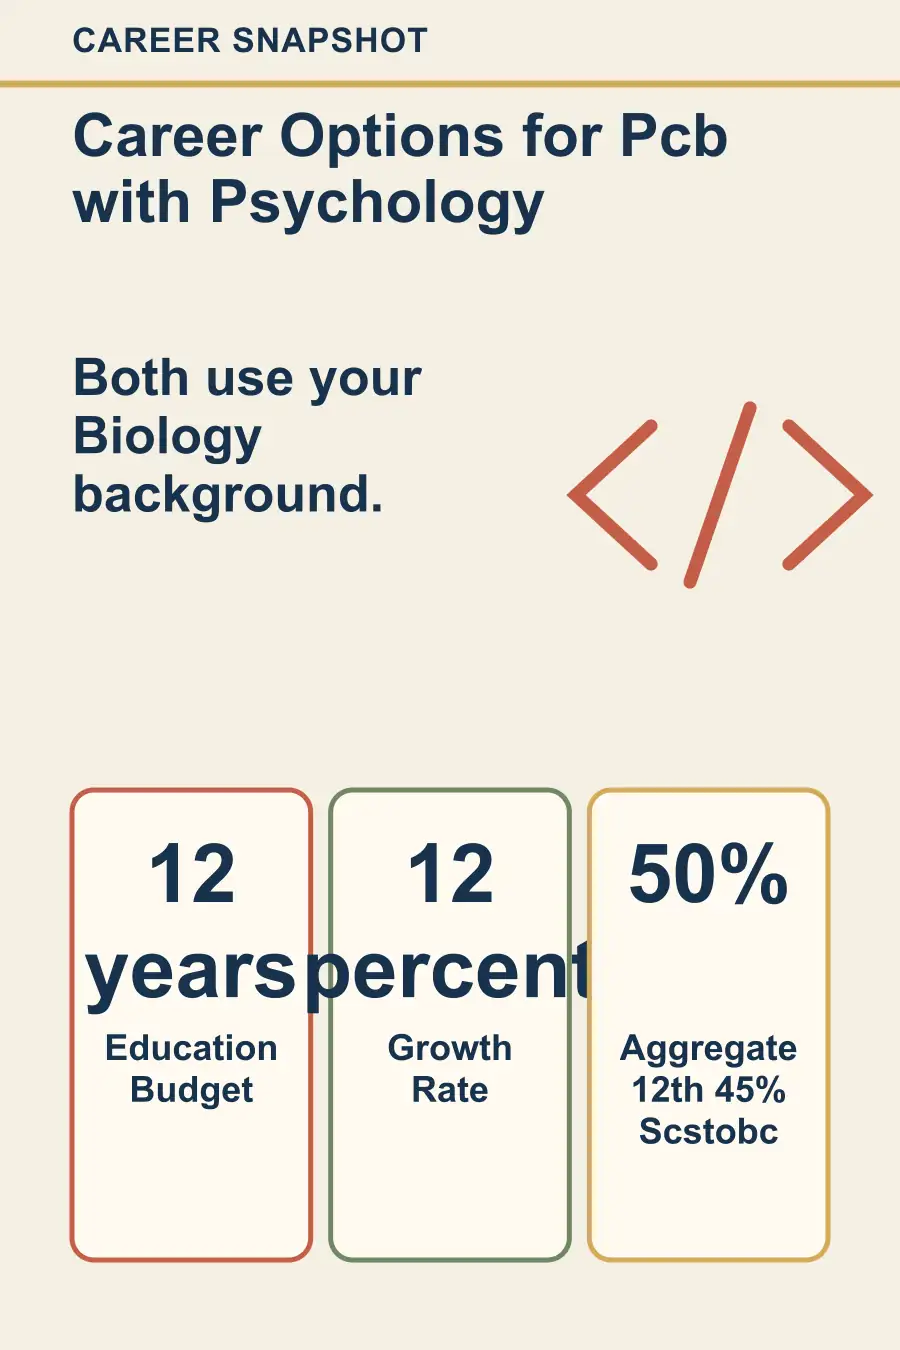 CAREER SNAPSHOT
Career Options for Pcb
with Psychology
Both use your
Biology
background.
12
years
Education
Budget
12
percent
Growth
Rate
50%
Aggregate
12th 45%
Scstobc